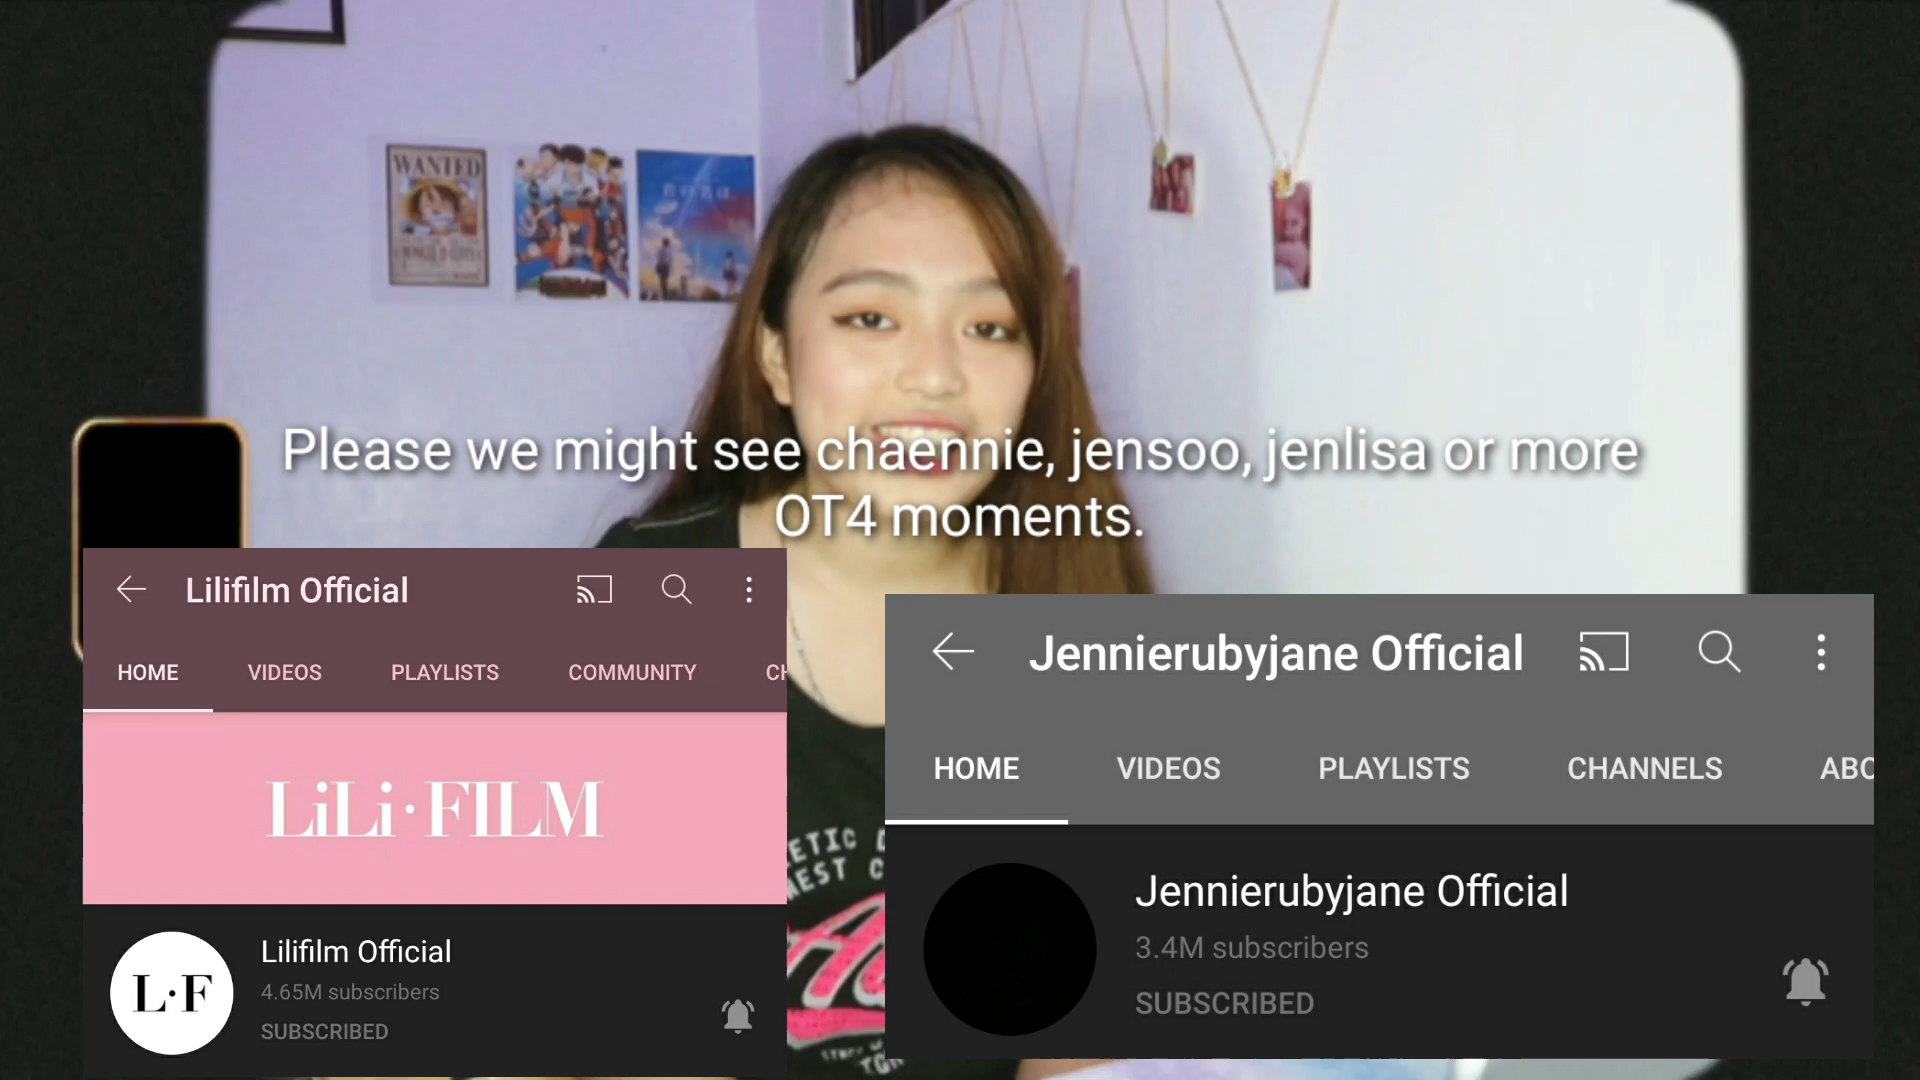 WANTED
Please we might see chaennie, jensoo, jenlisa or more
OT4 moments.
Lilifilm Official
HOME VIDEOS PLAYLISTS COMMUNITY CH
LiLi·FILM
Lilifilm Official
4.65M subscribers
SUBSCRIBED
L·F
Jennierubyjane Official
HOME VIDEOS PLAYLISTS CHANNELS ABC
Jennierubyjane Official
3.4M subscribers
SUBSCRIBED